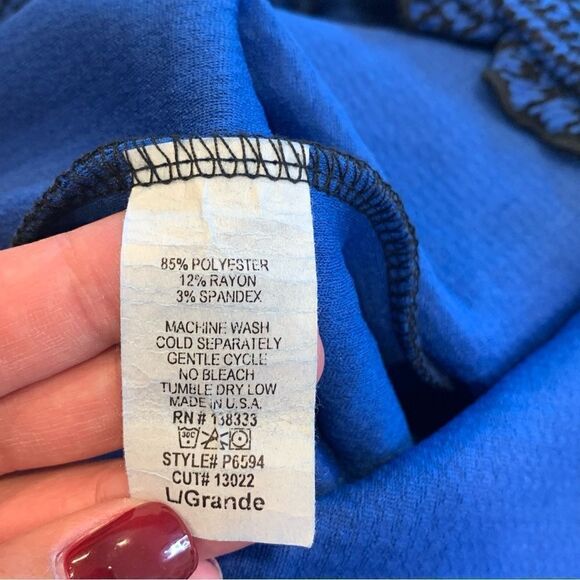 85% POLYESTER
12% RAYON
3% SPANDEX
MACHINE WASH
COLD SEPARATELY
GENTLE CYCLE
NO BLEACH
TUMBLE DRY LOW
MADE IN U.S.A.
RN # 138333
30C
STYLE# P6594
CUT# 13022
L/Grande